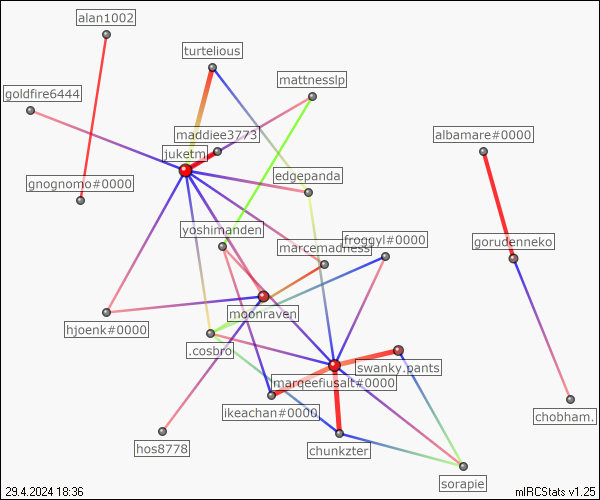 alan1002
turtelious
mattnesslp
goldfire6444
maddiee3773
albamare#0000
juketm
edgepanda
gnognomo#0000
yoshimanden
froggyl#0000
marcemadness
gorudenneko
moonraven
hjoenk#0000
.cosbro
swanky.pants
marqeefiusalt#0000
ikeachan#0000
chobham.
hos8778
chunkzter
sorapie
29.4.2024 18:36
mIRCStats v1.25